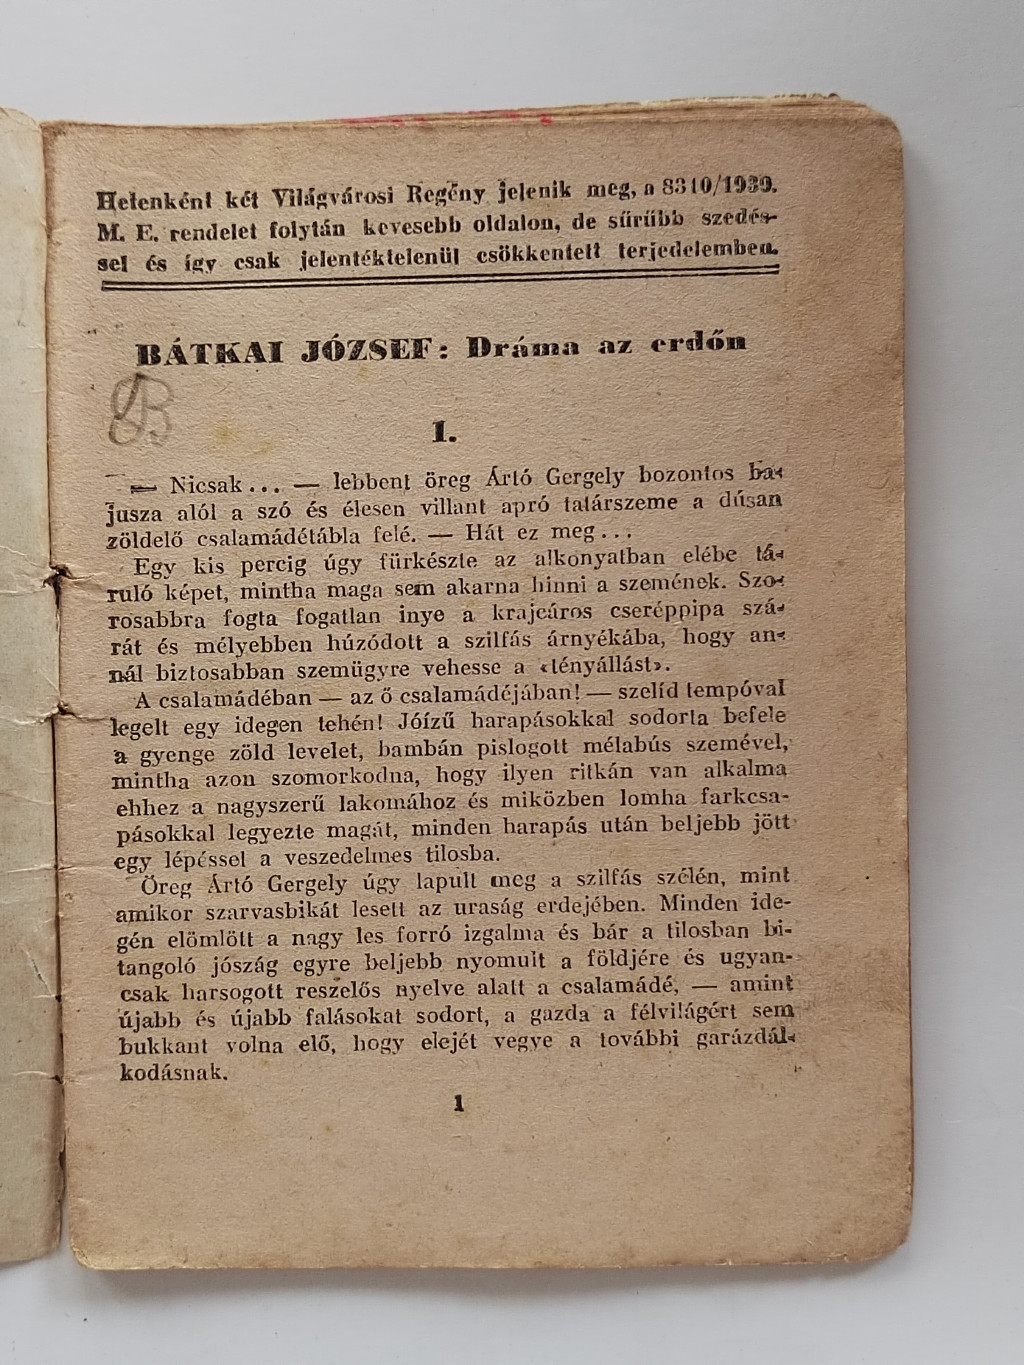 Hetenként két Világvárosi Regény jelenik meg, a 8310/1939.
M. E. rendelet folytán kevesebb oldalon, de sűrűbb szedés-
sel és így csak jelentéktelenül csökkentett terjedelemben.
BÁTKAI JÓZSEF: Dráma az erdőn
1.
— Nicsak... — lebbent öreg Ártó Gergely bozontos ba-
jusza alól a szó és élesen villant apró tatárszeme a dúsan
zöldelő csalamádétábla felé. — Hát ez meg...
Egy kis percig úgy fürkészte az alkonyatban elébe tá-
ruló képet, mintha maga sem akarna hinni a szemének. Szo-
rosabbra fogta fogatlan inye a krajcáros cseréppipa szá-
rát és mélyebben húzódott a szilfás árnyékába, hogy an-
nál biztosabban szemügyre vehesse a «tényállást».
A csalamádéban — az ő csalamádéjában! — szelíd tempóval
legelt egy idegen tehén! Jóízű harapásokkal sodorta befele
a gyenge zöld levelet, bambán pislogott mélabús szemével,
mintha azon szomorkodna, hogy ilyen ritkán van alkalma
ehhez a nagyszerű lakomához és miközben lomha farkcsa-
pásokkal legyezte magát, minden harapás után beljebb jött
egy lépéssel a veszedelmes tilosba.
Öreg Ártó Gergely úgy lapult meg a szilfás szélén, mint
amikor szarvasbikát lesett az uraság erdejében. Minden ide-
gén elömlött a nagy les forró izgalma és bár a tilosban bi-
tangoló jószág egyre beljebb nyomult a földjére és ugyan-
csak harsogott reszelős nyelve alatt a csalamádé, — amint
újabb és újabb falásokat sodort, a gazda a félvilágért sem
bukkant volna elő, hogy elejét vegye a további garázdál-
kodásnak.
1